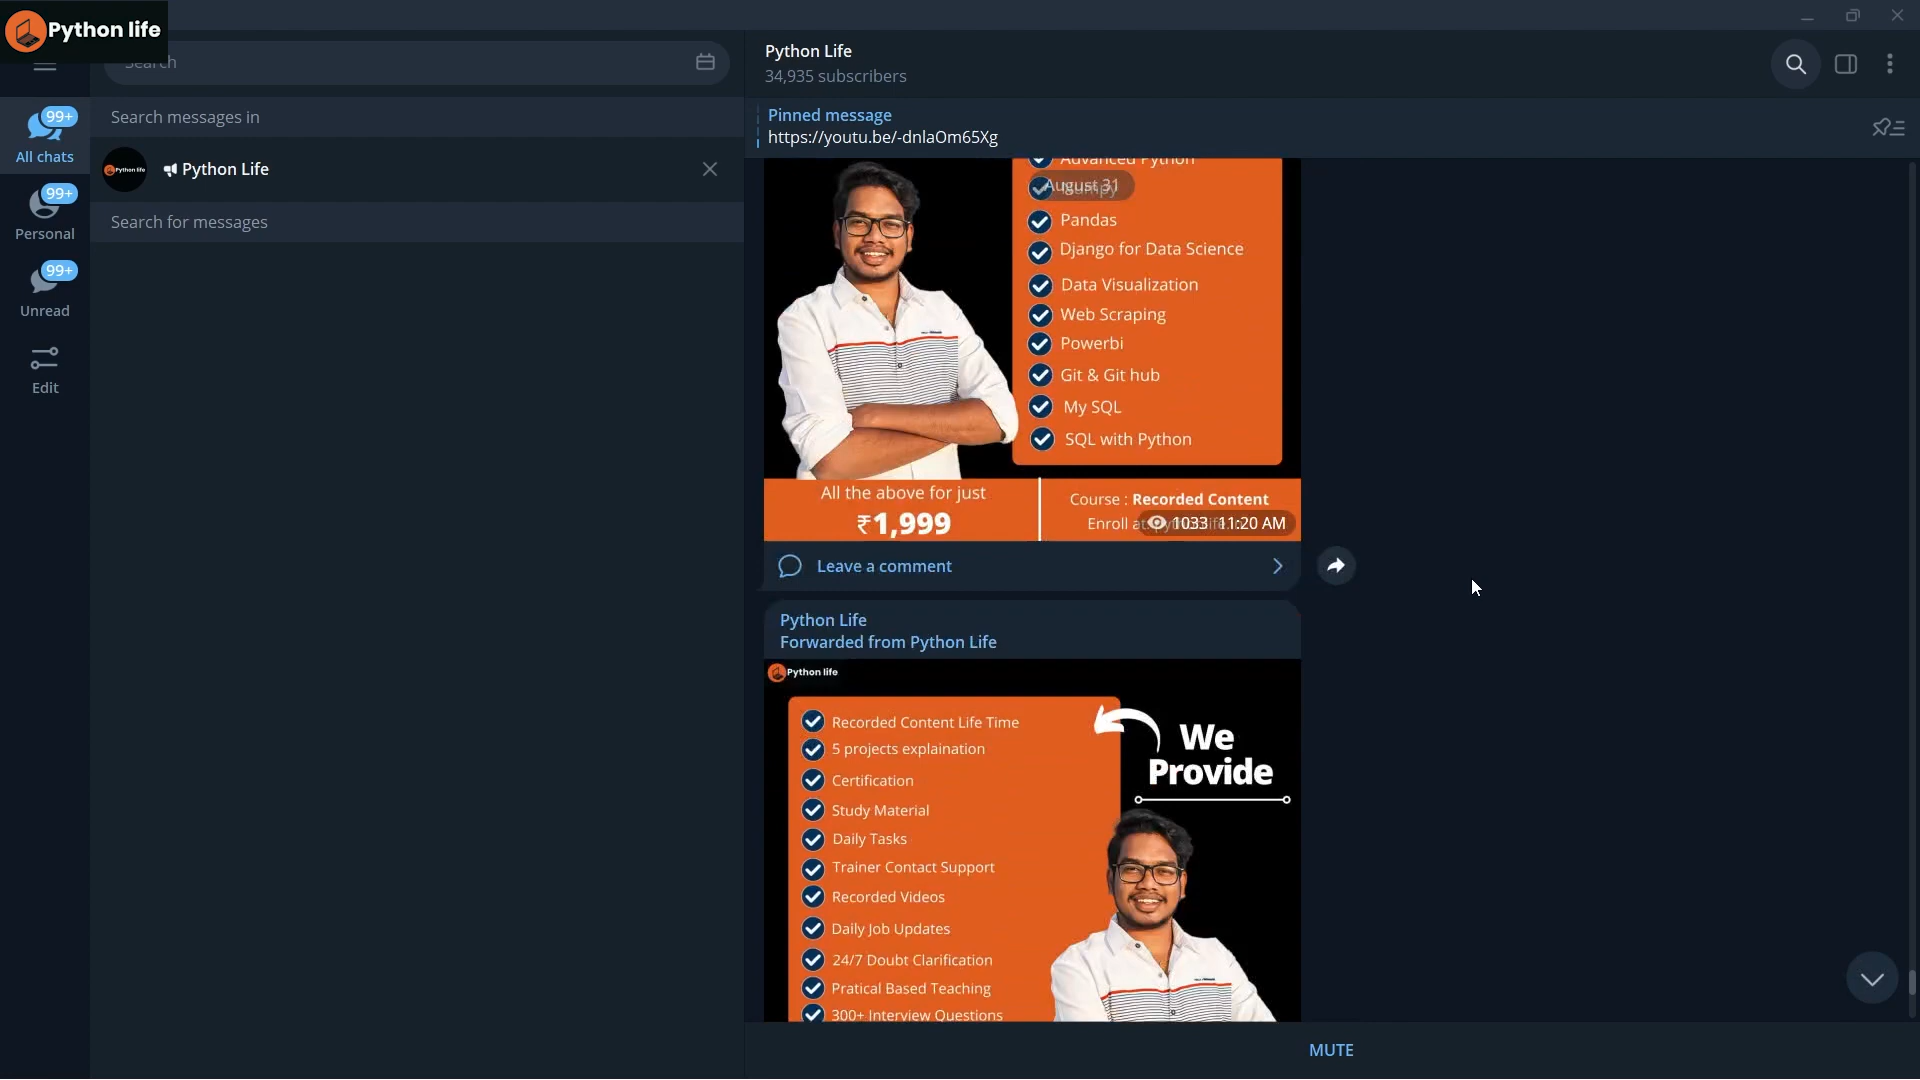 Python life
Search
99+
All chats
99+
Personal
99+
Unread
Edit
Search messages in
Python Life
Search for messages
Python Life
34,935 subscribers
Pinned message
https://youtu.be/-dnlaOm65Xg
Advanced Python
August 31
Pandas
Django for Data Science
Data Visualization
Web Scraping
Powerbi
Git & Git hub
My SQL
SQL with Python
All the above for just
₹1,999
Course : Recorded Content
Enroll at
1033 11:20 AM
Leave a comment
Python Life
Forwarded from Python Life
Python life
Recorded Content Life Time
5 projects explaination
Certification
Study Material
Daily Tasks
Trainer Contact Support
Recorded Videos
Daily Job Updates
24/7 Doubt Clarification
Pratical Based Teaching
300+ Interview Questions
We
Provide
MUTE